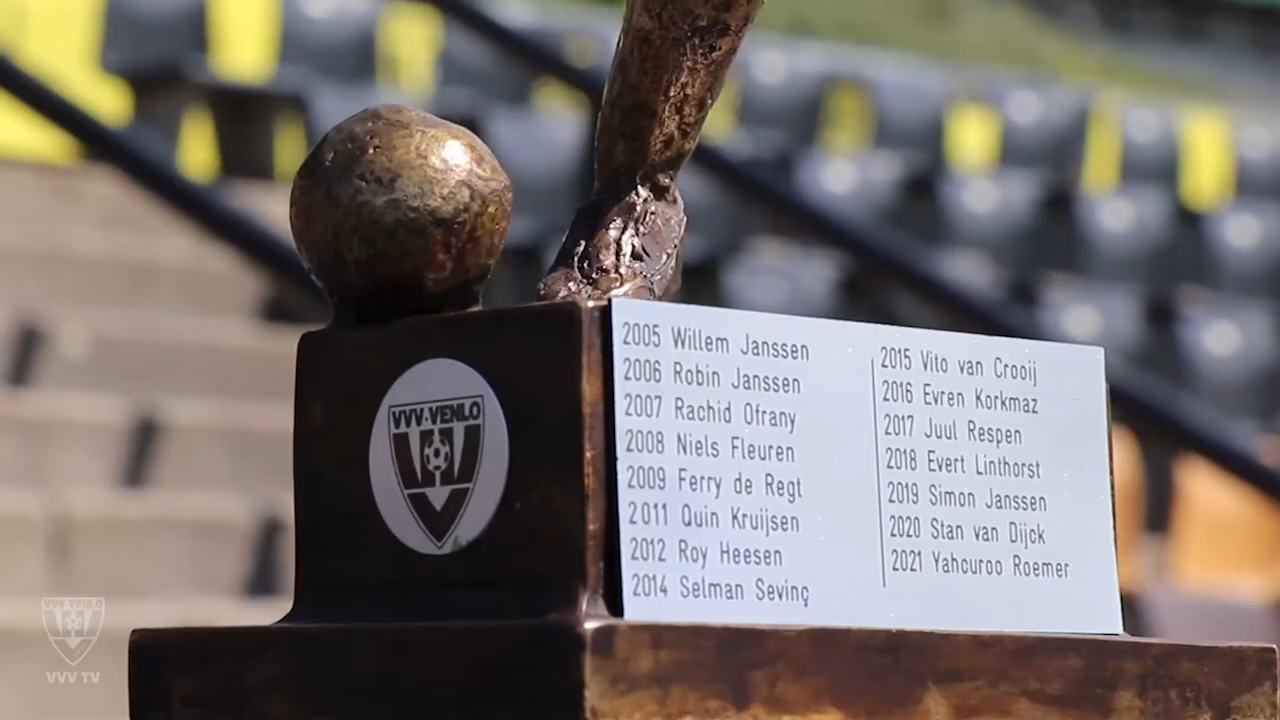 VVV-VENLO
2005 Willem Janssen
2006 Robin Janssen
2007 Rachid Ofrany
2008 Niels Fleuren
2009 Ferry de Regt
2011 Quin Kruijsen
2012 Roy Heesen
2014 Selman Sevinç
2015 Vito van Crooij
2016 Evren Korkmaz
2017 Juul Respen
2018 Evert Linthorst
2019 Simon Janssen
2020 Stan van Dijck
2021 Yahcuroo Roemer
VVV-VENLO
VVV TV